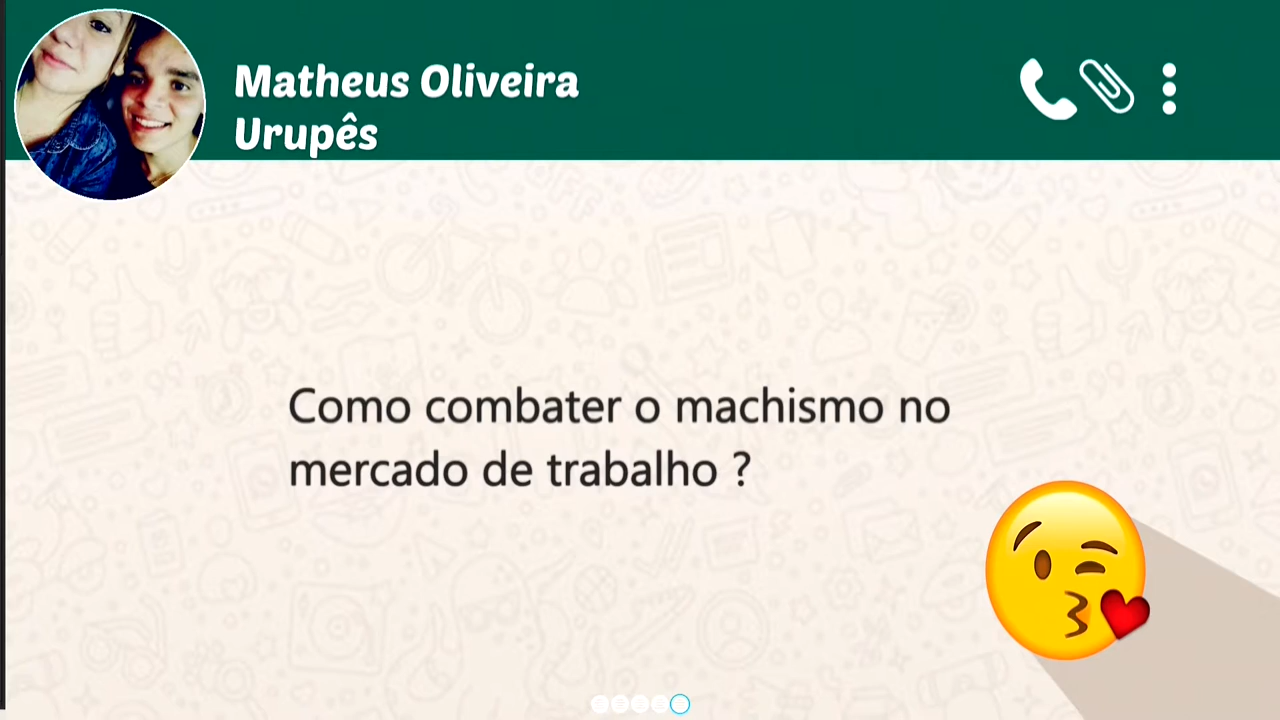 Matheus Oliveira
Urupês
Como combater o machismo no
mercado de trabalho ?